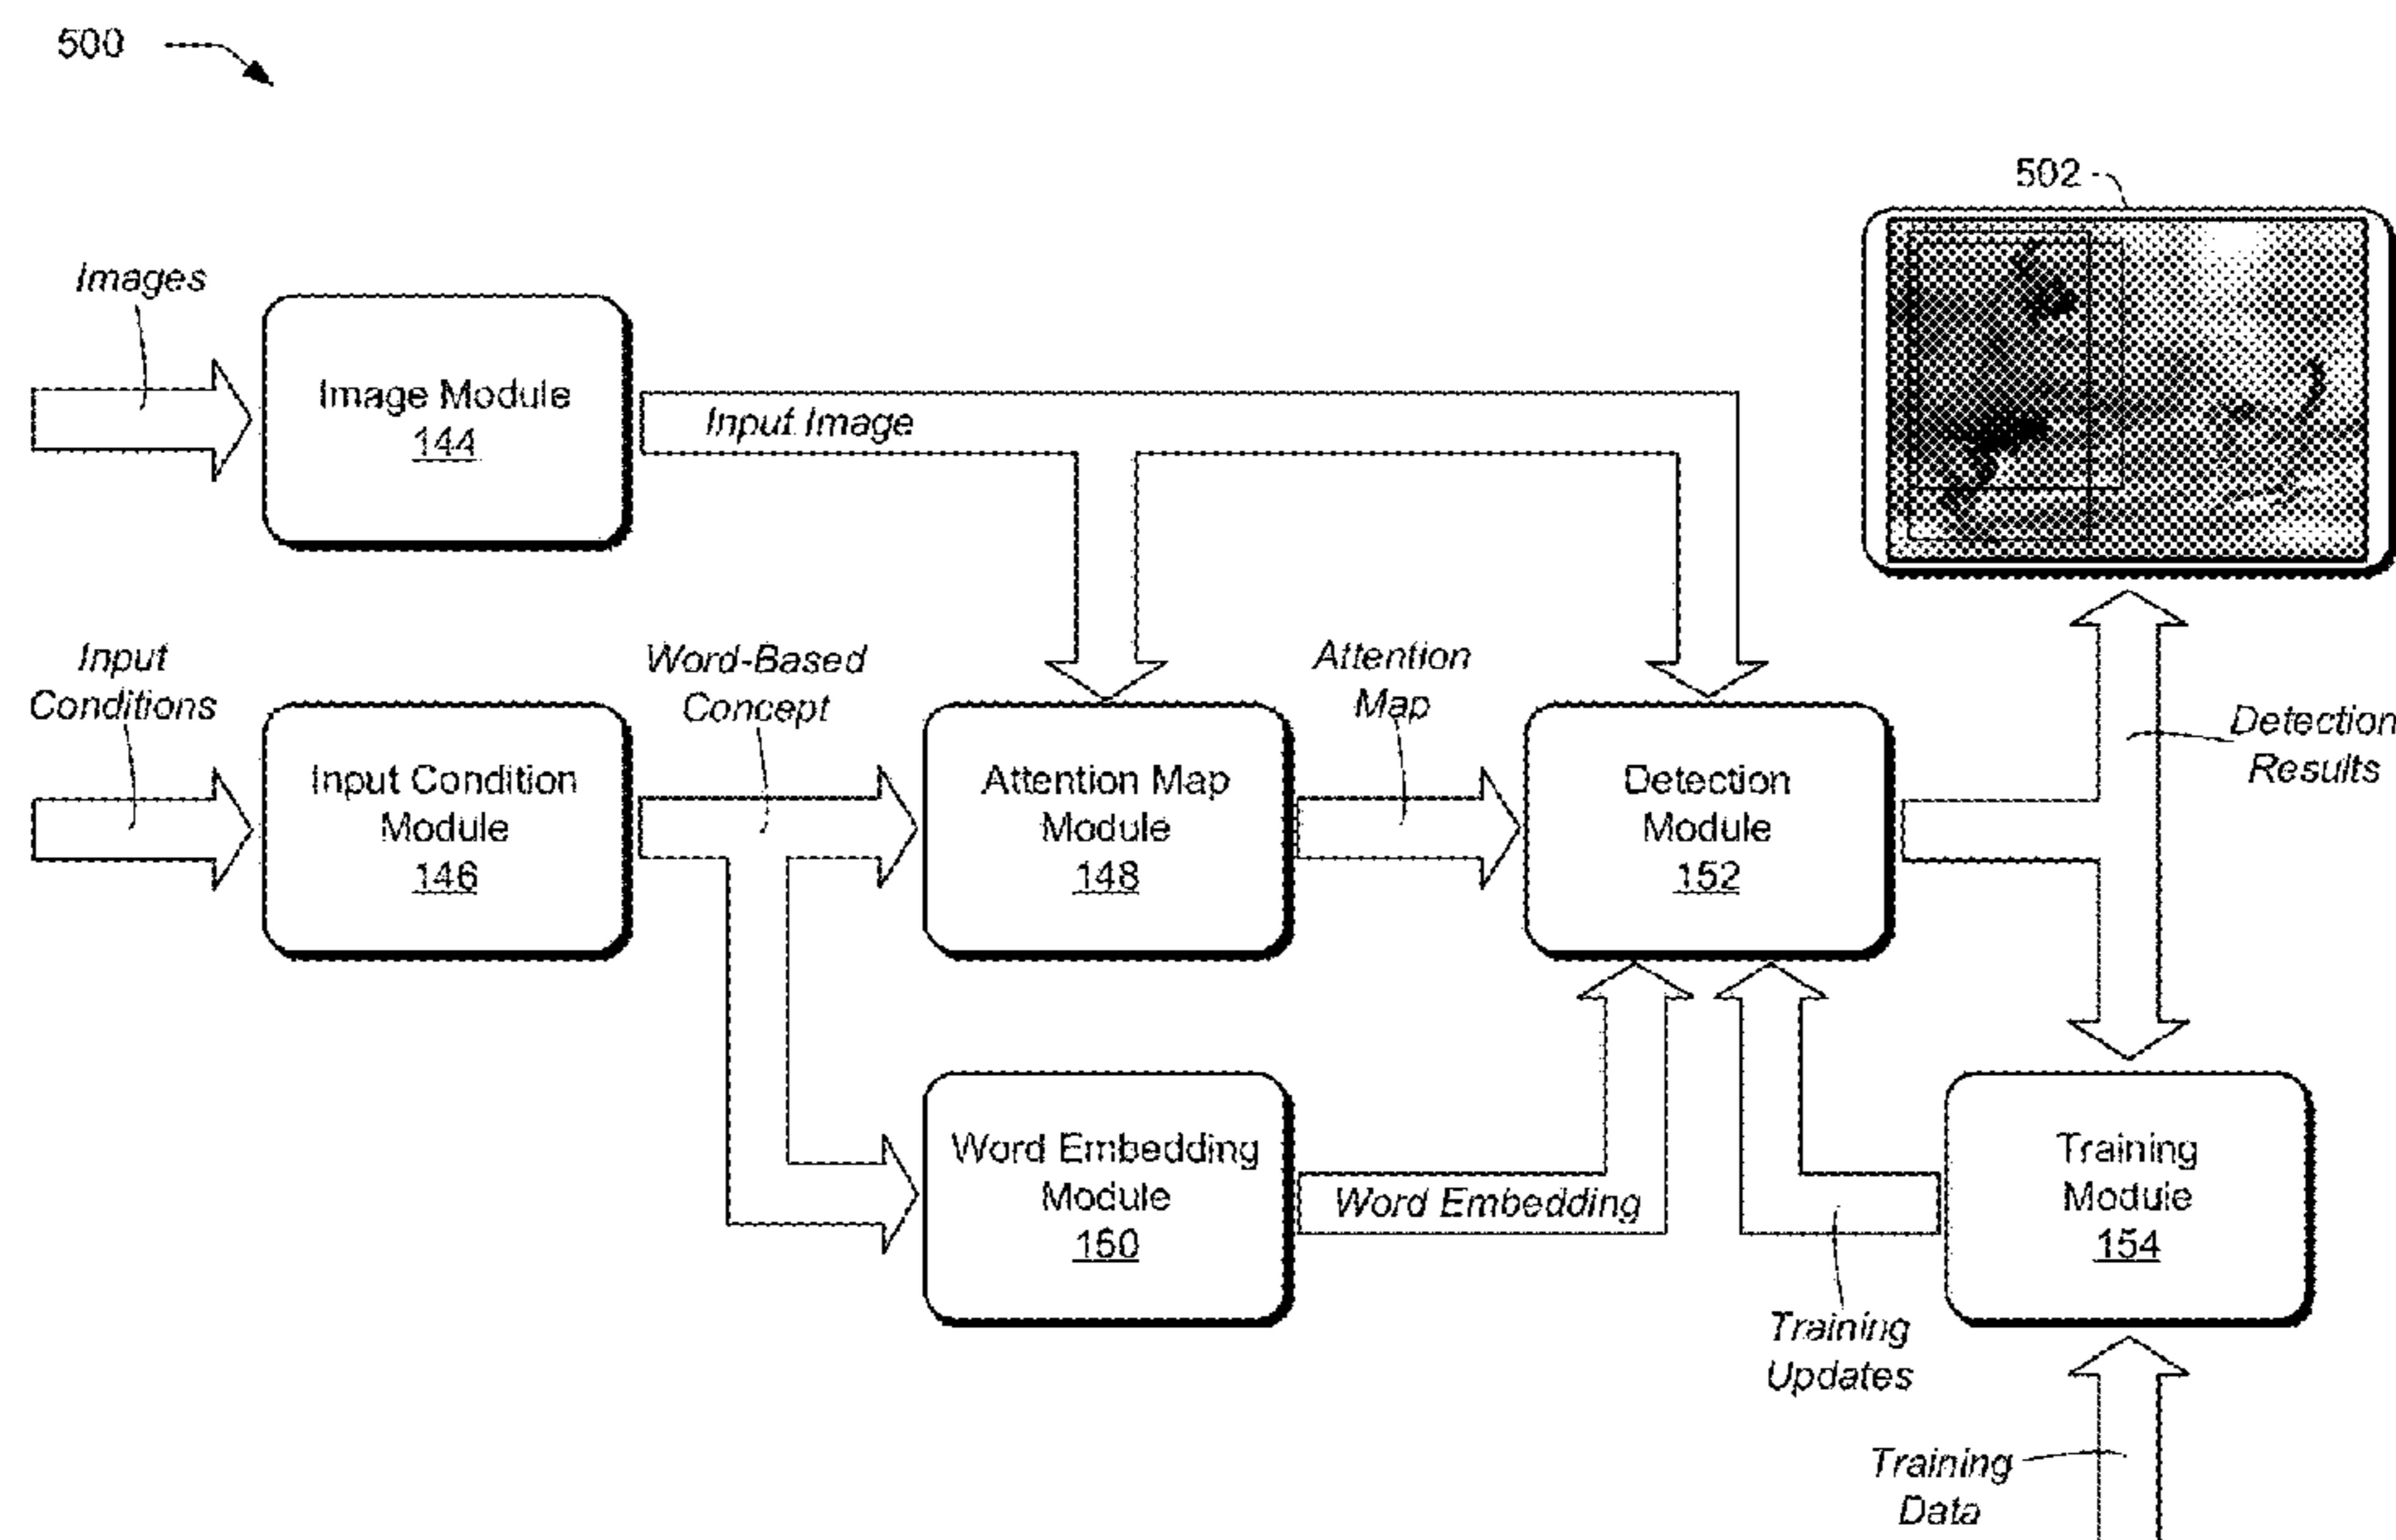 500
502
Images
Image Module
144
Input Image
Input
Conditions
Input Condition
Module
146
Word-Based
Concept
Attention Map
Module
148
Attention
Map
Detection
Module
152
Detection
Results
Word Embedding
Module
150
Word Embedding
Training
Module
154
Training
Updates
Training
Data